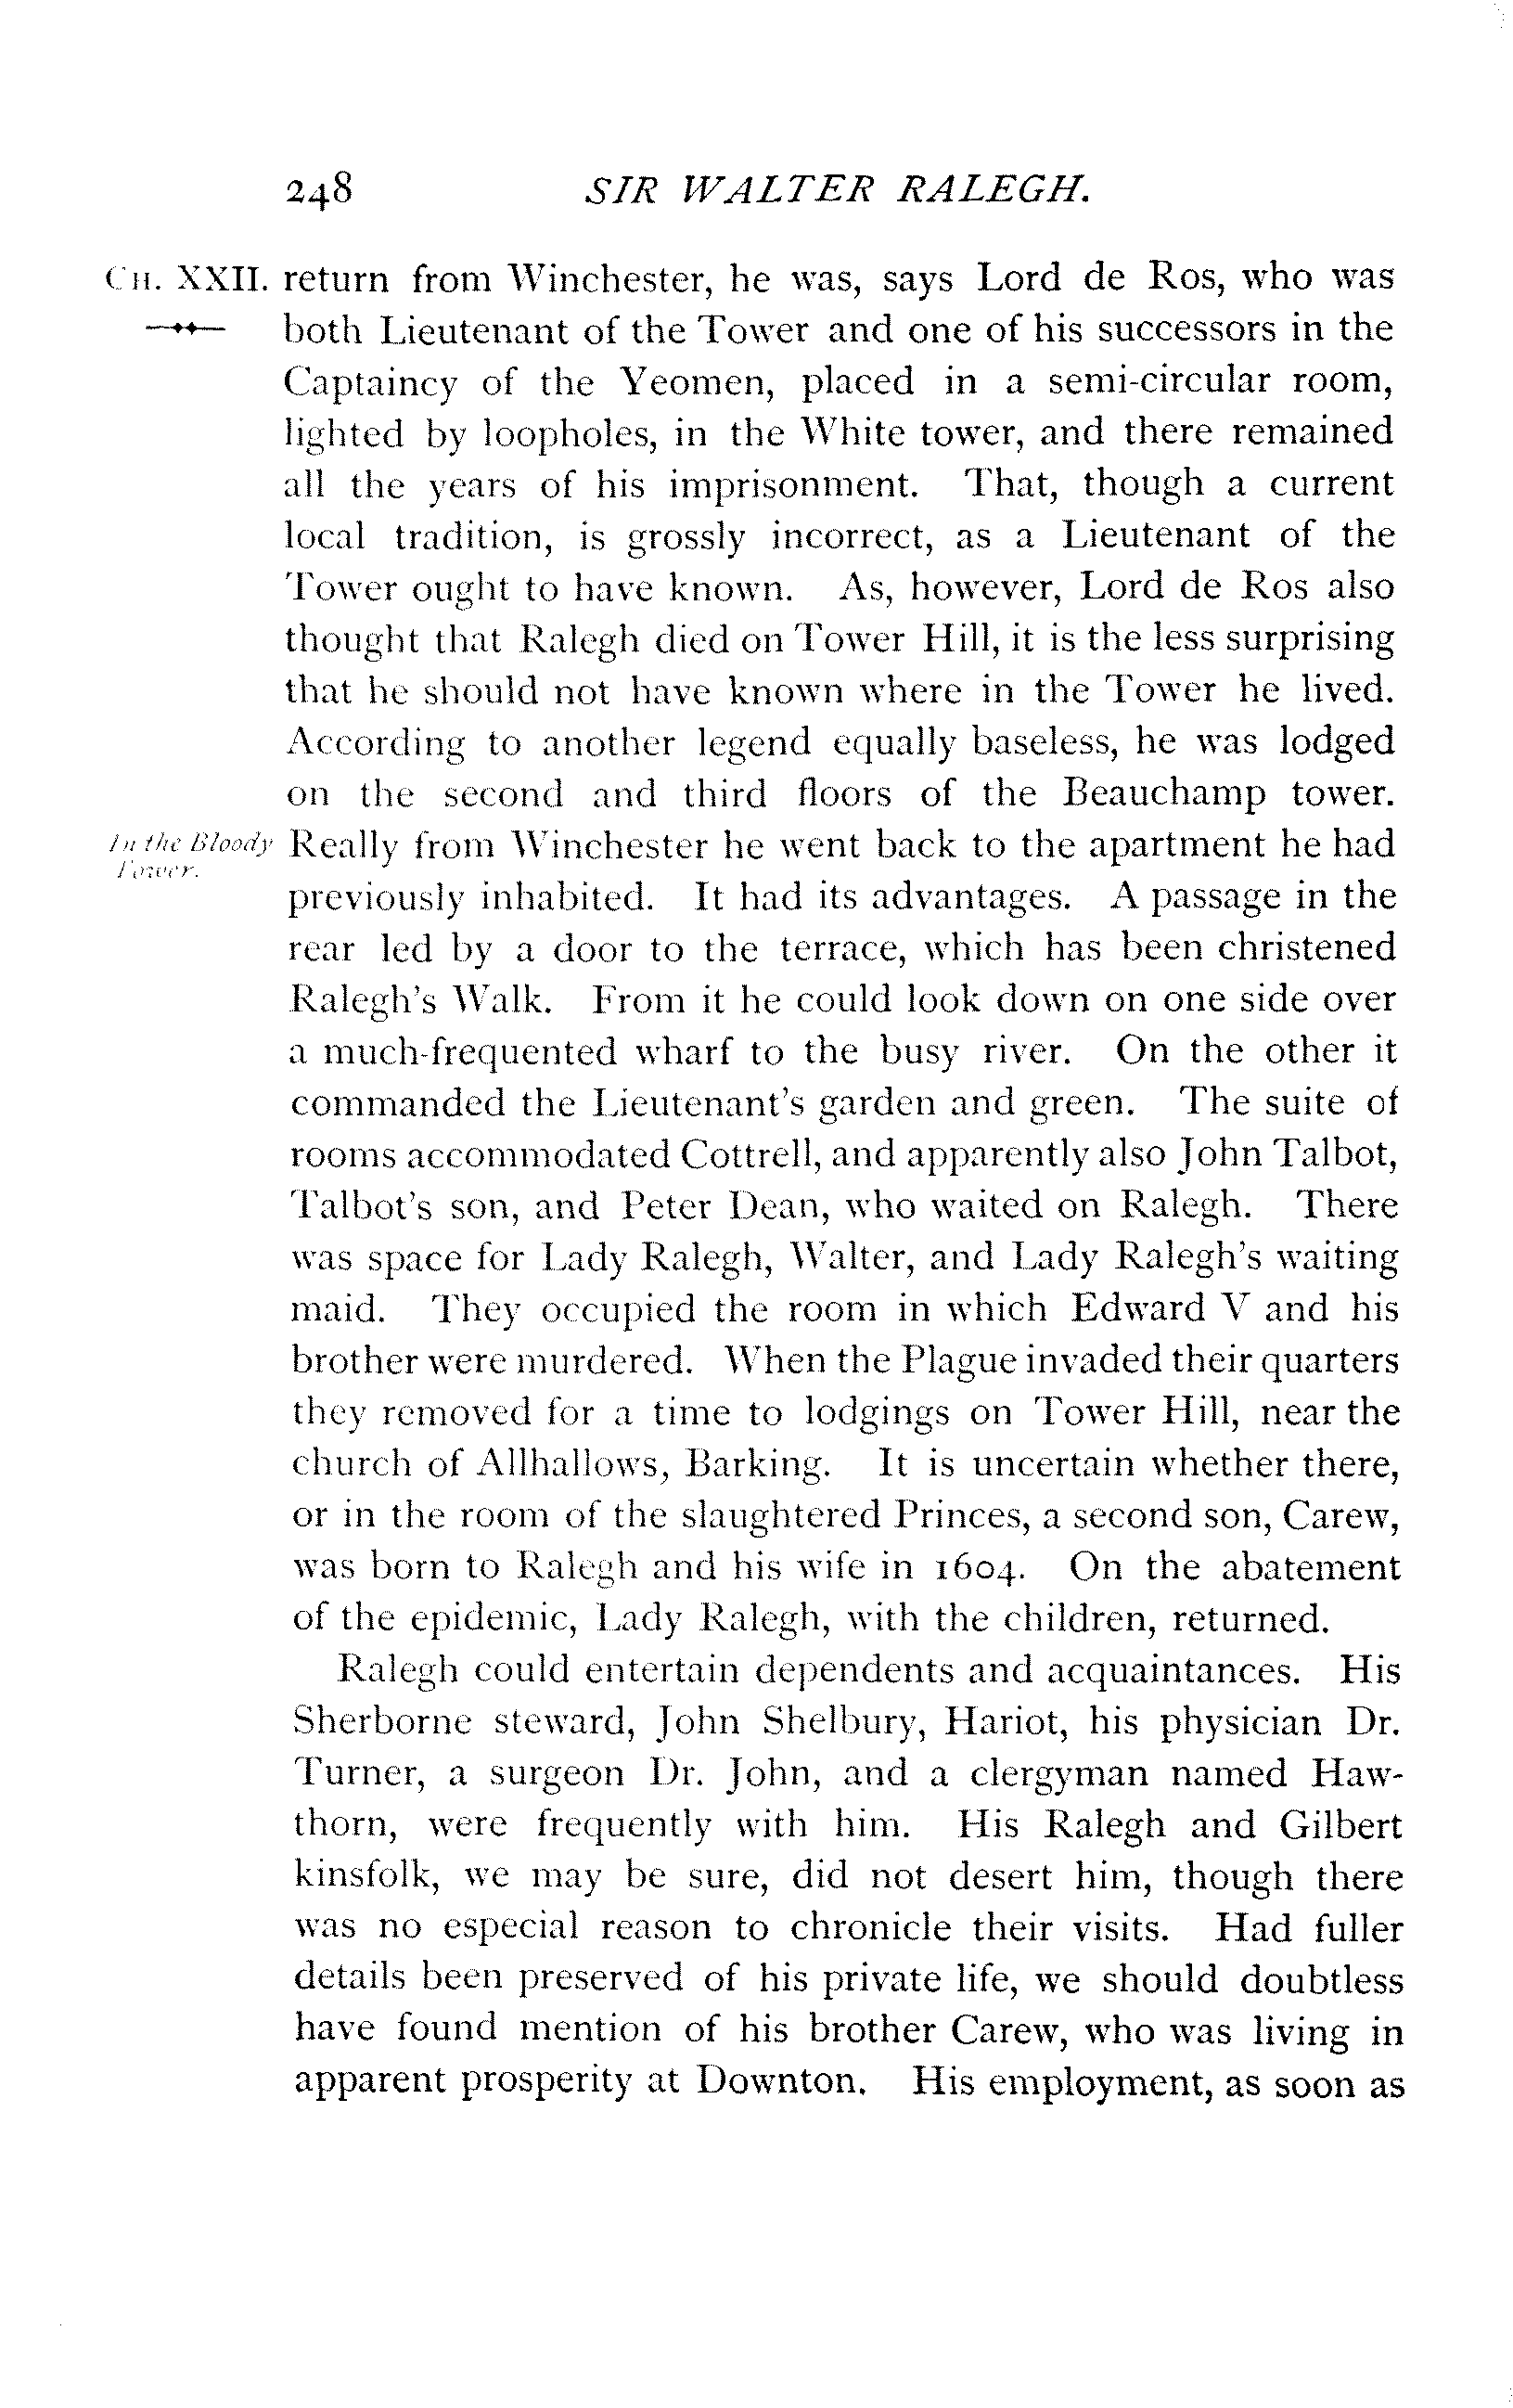 248 SIR WALTER RALEGH.
CH. XXII. return from Winchester, he was, says Lord de Ros, who was
both Lieutenant of the Tower and one of his successors in the
Captaincy of the Yeomen, placed in a semi-circular room,
lighted by loopholes, in the White tower, and there remained
all the years of his imprisonment. That, though a current
local tradition, is grossly incorrect, as a Lieutenant of the
Tower ought to have known. As, however, Lord de Ros also
thought that Ralegh died on Tower Hill, it is the less surprising
that he should not have known where in the Tower he lived.
According to another legend equally baseless, he was lodged
on the second and third floors of the Beauchamp tower.
In the Bloody Tower.
Really from Winchester he went back to the apartment he had
previously inhabited. It had its advantages. A passage in the
rear led by a door to the terrace, which has been christened
Ralegh's Walk. From it he could look down on one side over
a much-frequented wharf to the busy river. On the other it
commanded the Lieutenant's garden and green. The suite of
rooms accommodated Cottrell, and apparently also John Talbot,
Talbot's son, and Peter Dean, who waited on Ralegh. There
was space for Lady Ralegh, Walter, and Lady Ralegh's waiting
maid. They occupied the room in which Edward V and his
brother were murdered. When the Plague invaded their quarters
they removed for a time to lodgings on Tower Hill, near the
church of Allhallows, Barking. It is uncertain whether there,
or in the room of the slaughtered Princes, a second son, Carew,
was born to Ralegh and his wife in 1604. On the abatement
of the epidemic, Lady Ralegh, with the children, returned.
Ralegh could entertain dependents and acquaintances. His
Sherborne steward, John Shelbury, Hariot, his physician Dr.
Turner, a surgeon Dr. John, and a clergyman named Haw-
thorn, were frequently with him. His Ralegh and Gilbert
kinsfolk, we may be sure, did not desert him, though there
was no especial reason to chronicle their visits. Had fuller
details been preserved of his private life, we should doubtless
have found mention of his brother Carew, who was living in
apparent prosperity at Downton. His employment, as soon as